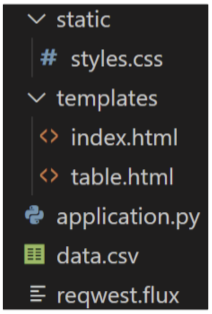 static
# styles.css
templates
<> index.html
<> table.html
application.py
data.csv
reqwest.flux